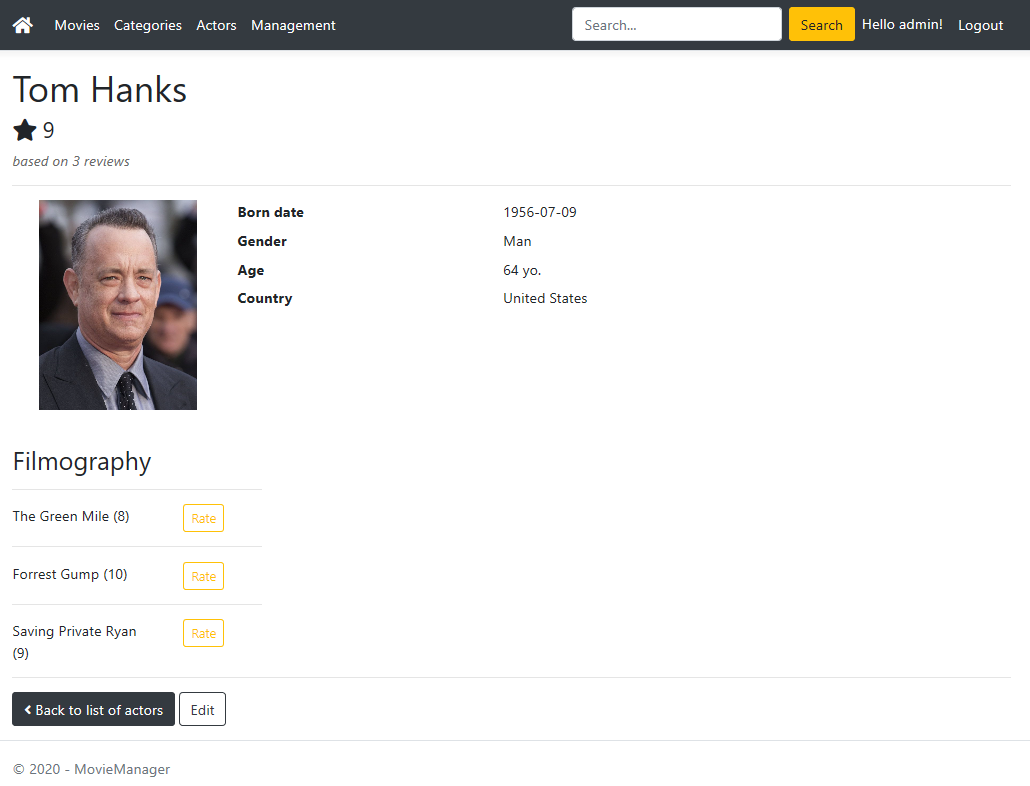 Movies Categories Actors Management Search... Search Hello admin! Logout
Tom Hanks
9
based on 3 reviews
Born date 1956-07-09
Gender Man
Age 64 yo.
Country United States
Filmography
The Green Mile (8) Rate
Forrest Gump (10) Rate
Saving Private Ryan Rate
(9)
Back to list of actors Edit
© 2020 - MovieManager